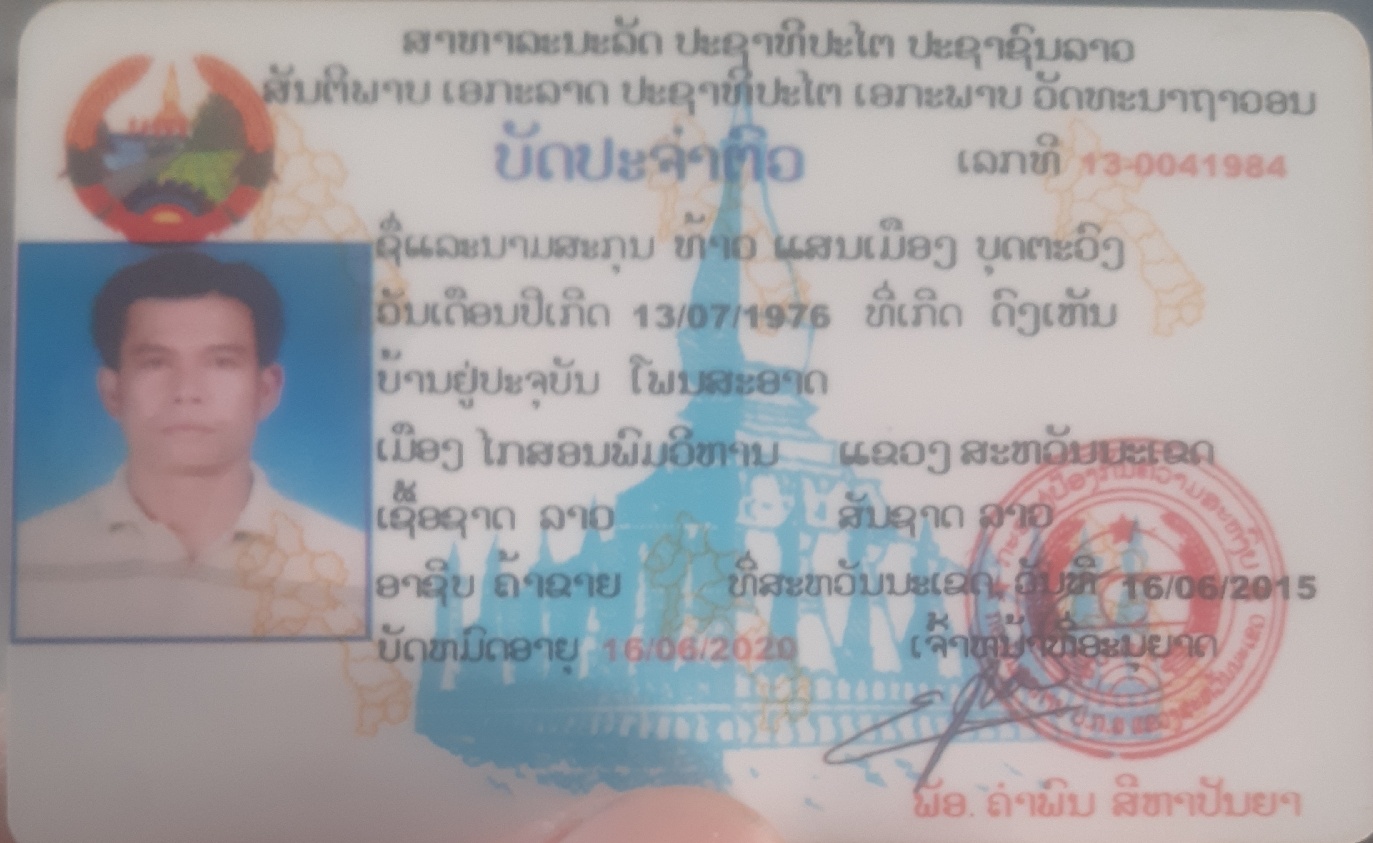 ສາທາລະນະລັດ ປະຊາທິປະໄຕ ປະຊາຊົນລາວ
ສັນຕິພາບ ເອກະລາດ ປະຊາທິປະໄຕ ເອກະພາບ ວັດທະນາຖາວອນ
ບັດປະຈຳຕົວ
ເລກທີ 13-0041984
ຊື່ແລະນາມສະກຸນ ທ້າວ ແສນເມືອງ ບຸດຕະວົງ
ວັນເດືອນປີເກີດ 13/07/1976 ທີ່ເກີດ ດົງເຫັນ
ບ້ານຢູ່ປະຈຸບັນ ໂພນສະອາດ
ເມືອງ ໄກສອນພົມວິຫານ ແຂວງ ສະຫວັນນະເຂດ
ເຊື້ອຊາດ ລາວ ສັນຊາດ ລາວ
ອາຊີບ ຄ້າຂາຍ ທີ່ສະຫວັນນະເຂດ, ວັນທີ 16/06/2015
ບັດຫມົດອາຍຸ 16/06/2020 ເຈົ້າຫນ້າທີ່ອະນຸຍາດ
ພັອ. ຄຳພົນ ສີຫາປັນຍາ